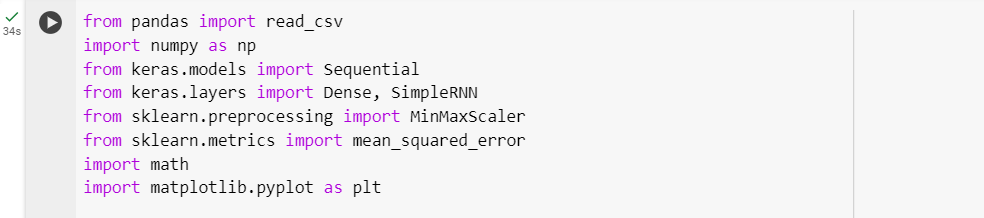 from pandas import read_csv
import numpy as np
from keras.models import Sequential
from keras.layers import Dense, SimpleRNN
from sklearn.preprocessing import MinMaxScaler
from sklearn.metrics import mean_squared_error
import math
import matplotlib.pyplot as plt
34s